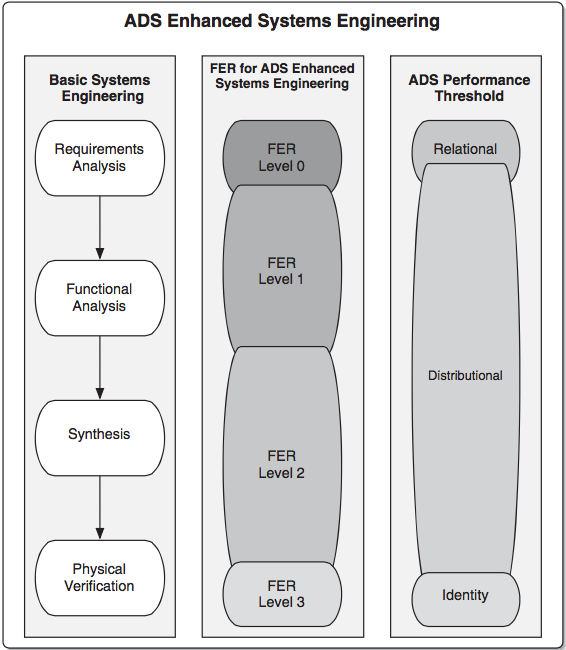 ADS Enhanced Systems Engineering
Basic Systems
Engineering
Requirements
Analysis
Functional
Analysis
Synthesis
Physical
Verification
FER for ADS Enhanced
Systems Engineering
FER
Level 0
FER
Level 1
FER
Level 2
FER
Level 3
ADS Performance
Threshold
Relational
Distributional
Identity